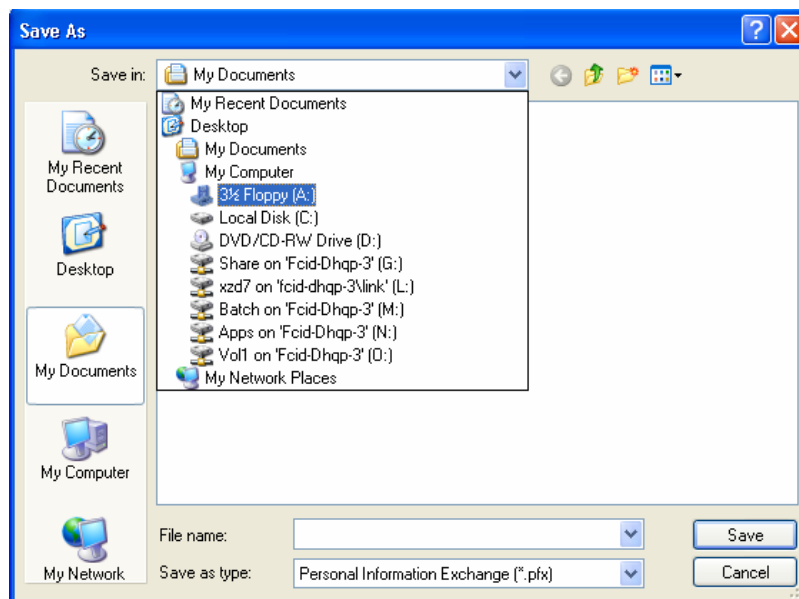 Save As
Save in:
My Documents
My Recent Documents
Desktop
My Documents
My Computer
3½ Floppy (A:)
Local Disk (C:)
DVD/CD-RW Drive (D:)
Share on 'Fcid-Dhqp-3' (G:)
xzd7 on 'fcid-dhqp-3\link' (L:)
Batch on 'Fcid-Dhqp-3' (M:)
Apps on 'Fcid-Dhqp-3' (N:)
Vol1 on 'Fcid-Dhqp-3' (O:)
My Network Places
My Recent
Documents
Desktop
My Documents
My Computer
My Network
File name:
Save
Save as type:
Personal Information Exchange (*.pfx)
Cancel